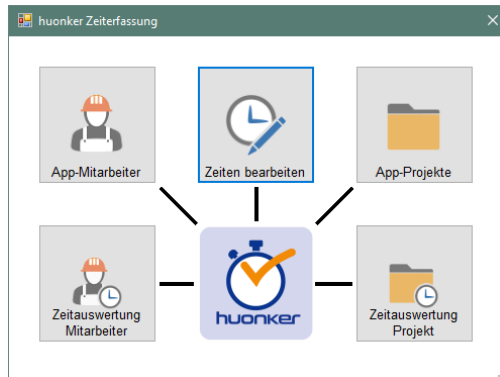 huonker Zeiterfassung
App-Mitarbeiter
Zeiten bearbeiten
App-Projekte
Zeitauswertung
Mitarbeiter
huonker
Zeitauswertung
Projekt